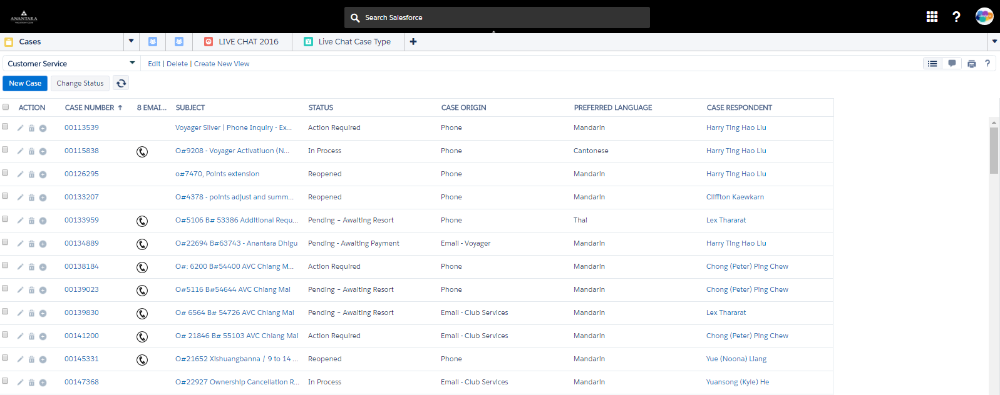 ANANTARA
Search Salesforce
?
Cases LIVE CHAT 2016 Live Chat Case Type +
Customer Service Edit | Delete | Create New View ?
New Case Change Status
ACTION CASE NUMBER ↑ 8 EMAI... SUBJECT STATUS CASE ORIGIN PREFERRED LANGUAGE CASE RESPONDENT
00113539 Voyager Silver | Phone Inquiry - Ex... Action Required Phone Mandarin Harry Ting Hao Liu
00115838 O#9208 - Voyager Activatiuon (N... In Process Phone Cantonese Harry Ting Hao Liu
00126295 o#7470, Points extension Reopened Phone Mandarin Harry Ting Hao Liu
00133207 O#4378 - points adjust and summ... Reopened Phone Mandarin Cliffton Kaewkarn
00133959 O#5106 B# 53386 Additional Requ... Pending – Awaiting Resort Phone Thai Lex Thararat
00134889 O#22694 B#63743 - Anantara Dhigu Pending - Awaiting Payment Email - Voyager Mandarin Harry Ting Hao Liu
00138184 O#: 6200 B#54400 AVC Chiang M... Action Required Phone Mandarin Chong (Peter) Ping Chew
00139023 O#5116 B#54644 AVC Chiang Mai Pending – Awaiting Resort Phone Mandarin Chong (Peter) Ping Chew
00139830 O# 6564 B# 54726 AVC Chiang Mai Pending – Awaiting Resort Email - Club Services Mandarin Lex Thararat
00141200 O# 21846 B# 55103 AVC Chiang Mai Action Required Email - Club Services Mandarin Chong (Peter) Ping Chew
00145331 O#21652 Xishuangbanna / 9 to 14 ... Reopened Phone Mandarin Yue (Noona) Liang
00147368 O#22927 Ownership Cancellation R... In Process Email - Club Services Mandarin Yuansong (Kyle) He